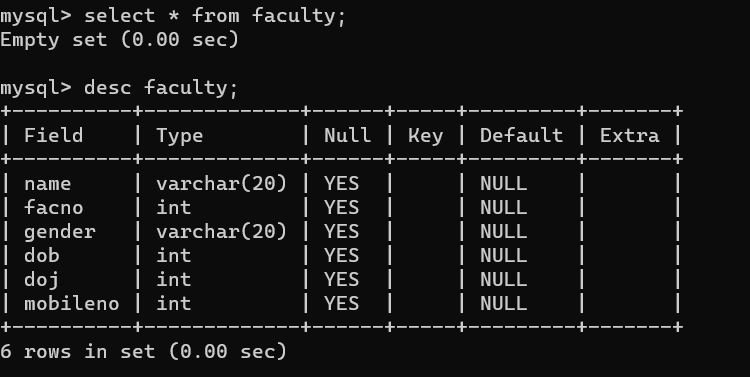 mysql> select * from faculty;
Empty set (0.00 sec)

mysql> desc faculty;
+----------+-------------+------+-----+---------+-------+
| Field    | Type        | Null | Key | Default | Extra |
+----------+-------------+------+-----+---------+-------+
| name     | varchar(20) | YES  |     | NULL    |       |
| facno    | int         | YES  |     | NULL    |       |
| gender   | varchar(20) | YES  |     | NULL    |       |
| dob      | int         | YES  |     | NULL    |       |
| doj      | int         | YES  |     | NULL    |       |
| mobileno | int         | YES  |     | NULL    |       |
+----------+-------------+------+-----+---------+-------+
6 rows in set (0.00 sec)